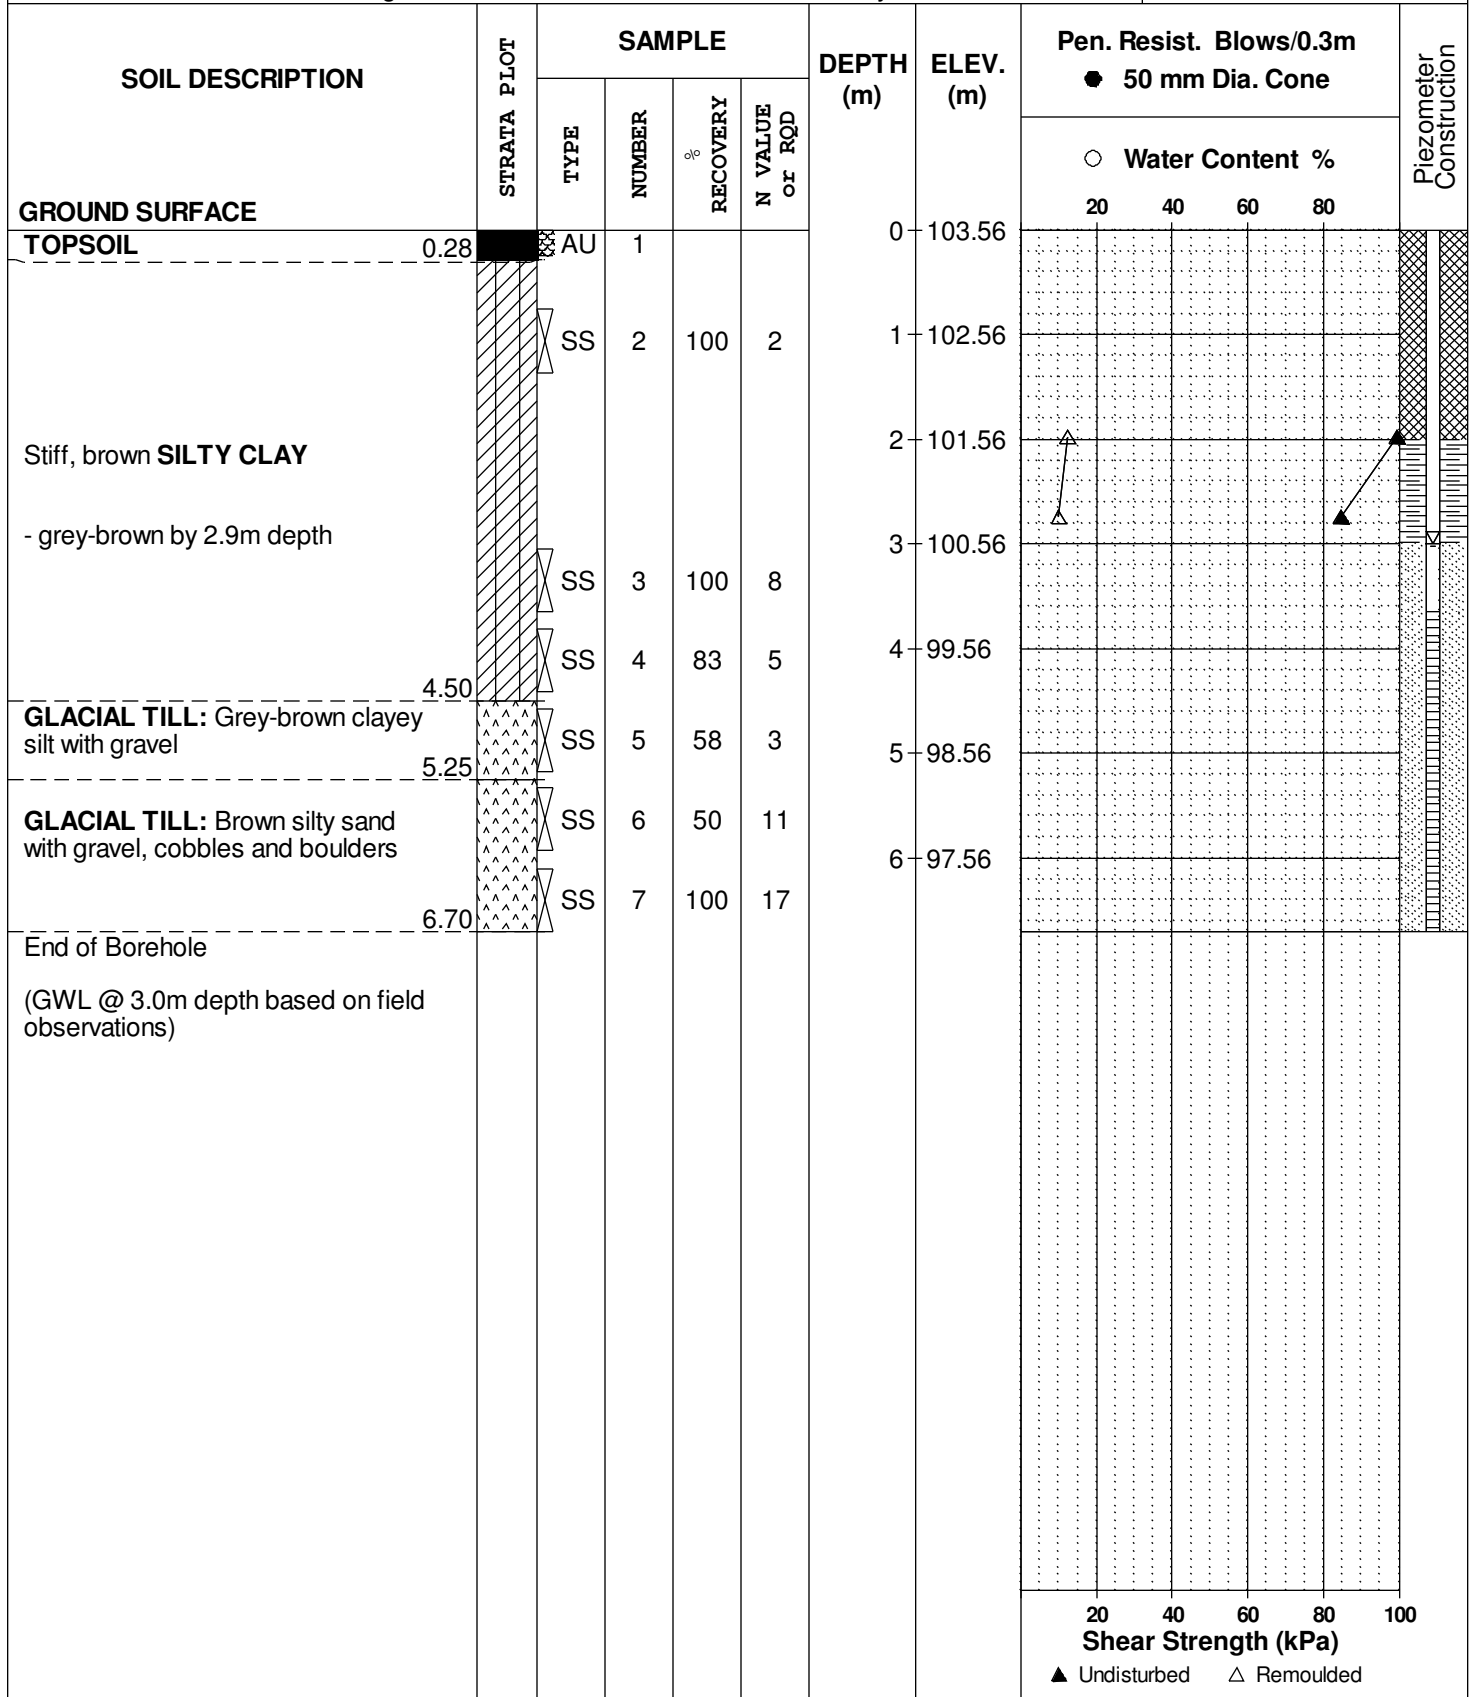 SOIL DESCRIPTION
GROUND SURFACE
STRATA PLOT
SAMPLE
TYPE
NUMBER
%
RECOVERY
N VALUE
or RQD
DEPTH
(m)
ELEV.
(m)
Pen. Resist. Blows/0.3m
● 50 mm Dia. Cone
○ Water Content %
20 40 60 80
Piezometer
Construction
TOPSOIL 0.28
AU 1
0 103.56
SS 2 100 2
1 102.56
2 101.56
Stiff, brown SILTY CLAY
- grey-brown by 2.9m depth
3 100.56
SS 3 100 8
4 99.56
SS 4 83 5
4.50
GLACIAL TILL: Grey-brown clayey
silt with gravel
5.25
SS 5 58 3
5 98.56
GLACIAL TILL: Brown silty sand
with gravel, cobbles and boulders
SS 6 50 11
6 97.56
SS 7 100 17
6.70
End of Borehole
(GWL @ 3.0m depth based on field
observations)
20 40 60 80 100
Shear Strength (kPa)
▲ Undisturbed △ Remoulded